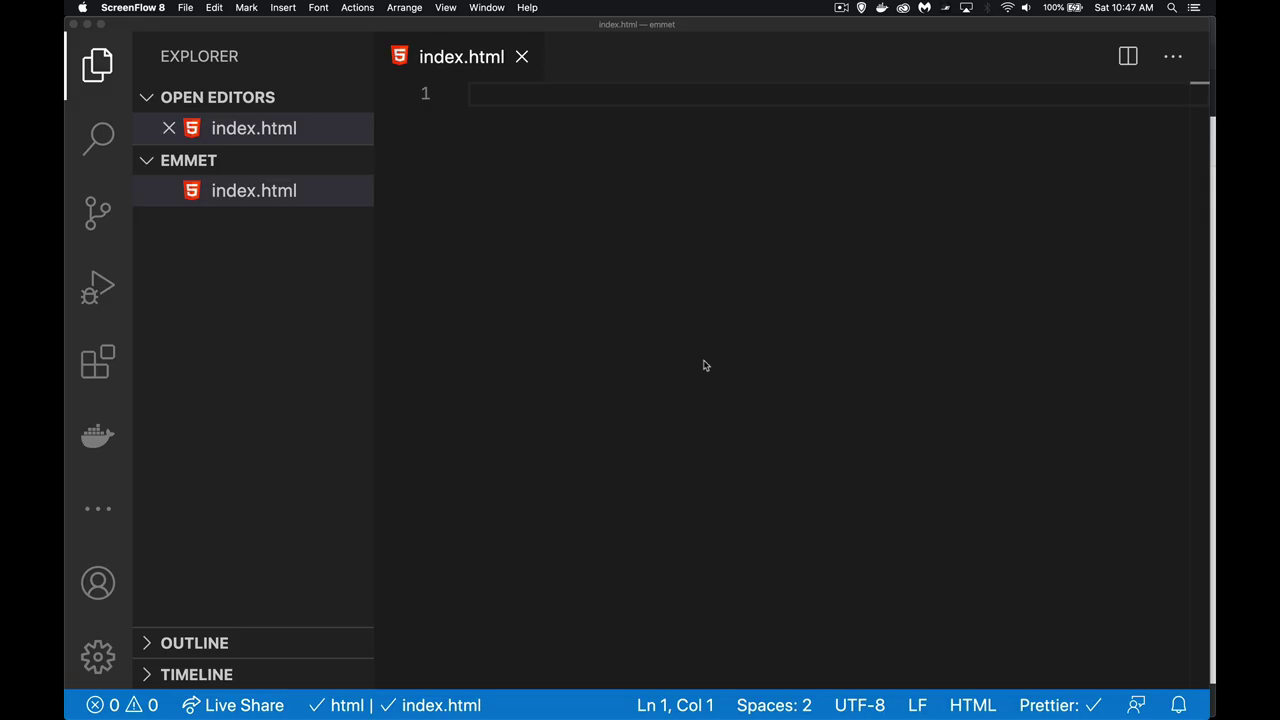 ScreenFlow 8 File Edit Mark Insert Font Actions Arrange View Window Help 100% Sat 10:47 AM
index.html — emmet
EXPLORER
index.html
OPEN EDITORS
1
index.html
EMMET
index.html
OUTLINE
TIMELINE
0 0 Live Share html | index.html Ln 1, Col 1 Spaces: 2 UTF-8 LF HTML Prettier: